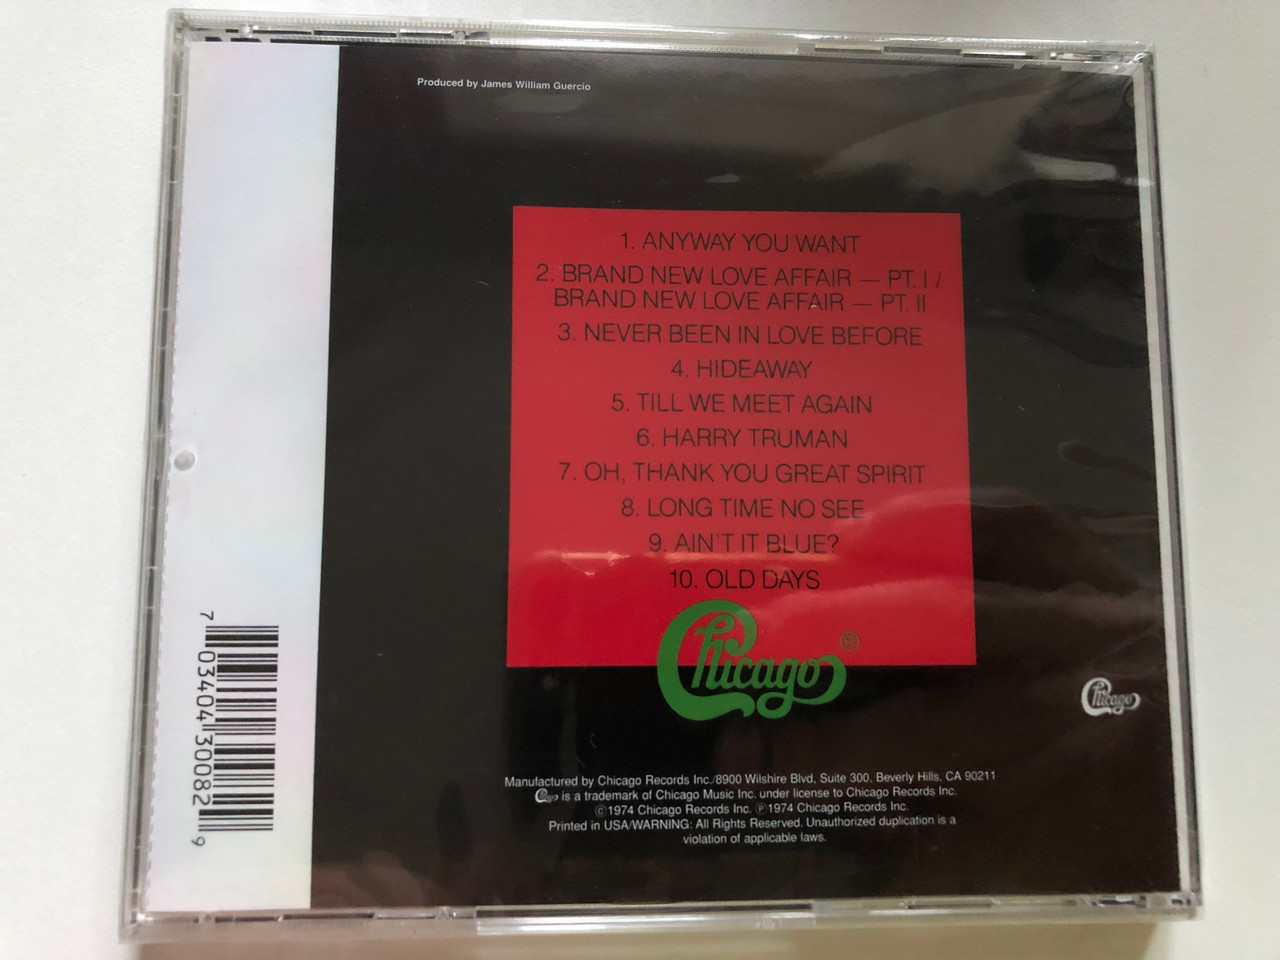 Produced by James William Guercio
1. ANYWAY YOU WANT
2. BRAND NEW LOVE AFFAIR — PT. I /
BRAND NEW LOVE AFFAIR — PT. II
3. NEVER BEEN IN LOVE BEFORE
4. HIDEAWAY
5. TILL WE MEET AGAIN
6. HARRY TRUMAN
7. OH, THANK YOU GREAT SPIRIT
8. LONG TIME NO SEE
9. AIN'T IT BLUE?
10. OLD DAYS
Chicago ®
Chicago
Manufactured by Chicago Records Inc./8900 Wilshire Blvd, Suite 300, Beverly Hills, CA 90211
Chicago is a trademark of Chicago Music Inc. under license to Chicago Records Inc.
©1974 Chicago Records Inc. ℗1974 Chicago Records Inc.
Printed in USA/WARNING: All Rights Reserved. Unauthorized duplication is a
violation of applicable laws.
7 03404 30082 9